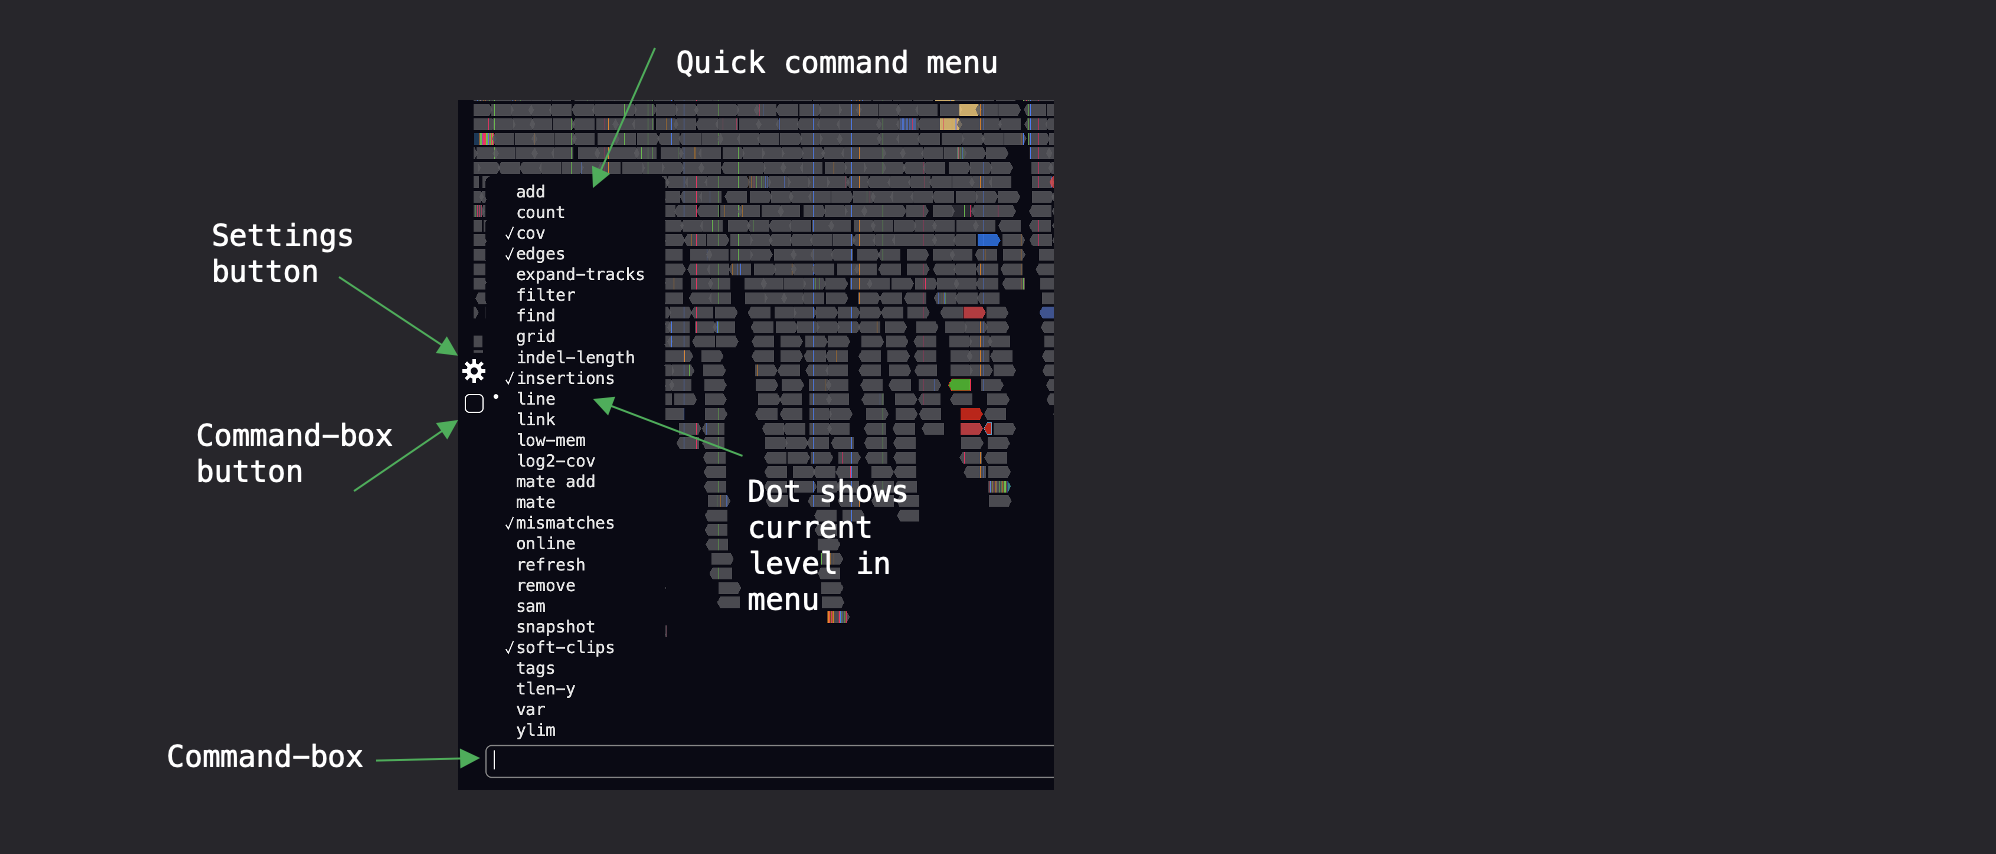 Quick command menu
Settings
button
Command-box
button
Command-box
add
count
✓cov
✓edges
expand-tracks
filter
find
grid
indel-length
✓insertions
line
link
low-mem
log2-cov
mate add
mate
✓mismatches
online
refresh
remove
sam
snapshot
✓soft-clips
tags
tlen-y
var
ylim
Dot shows
current
level in
menu